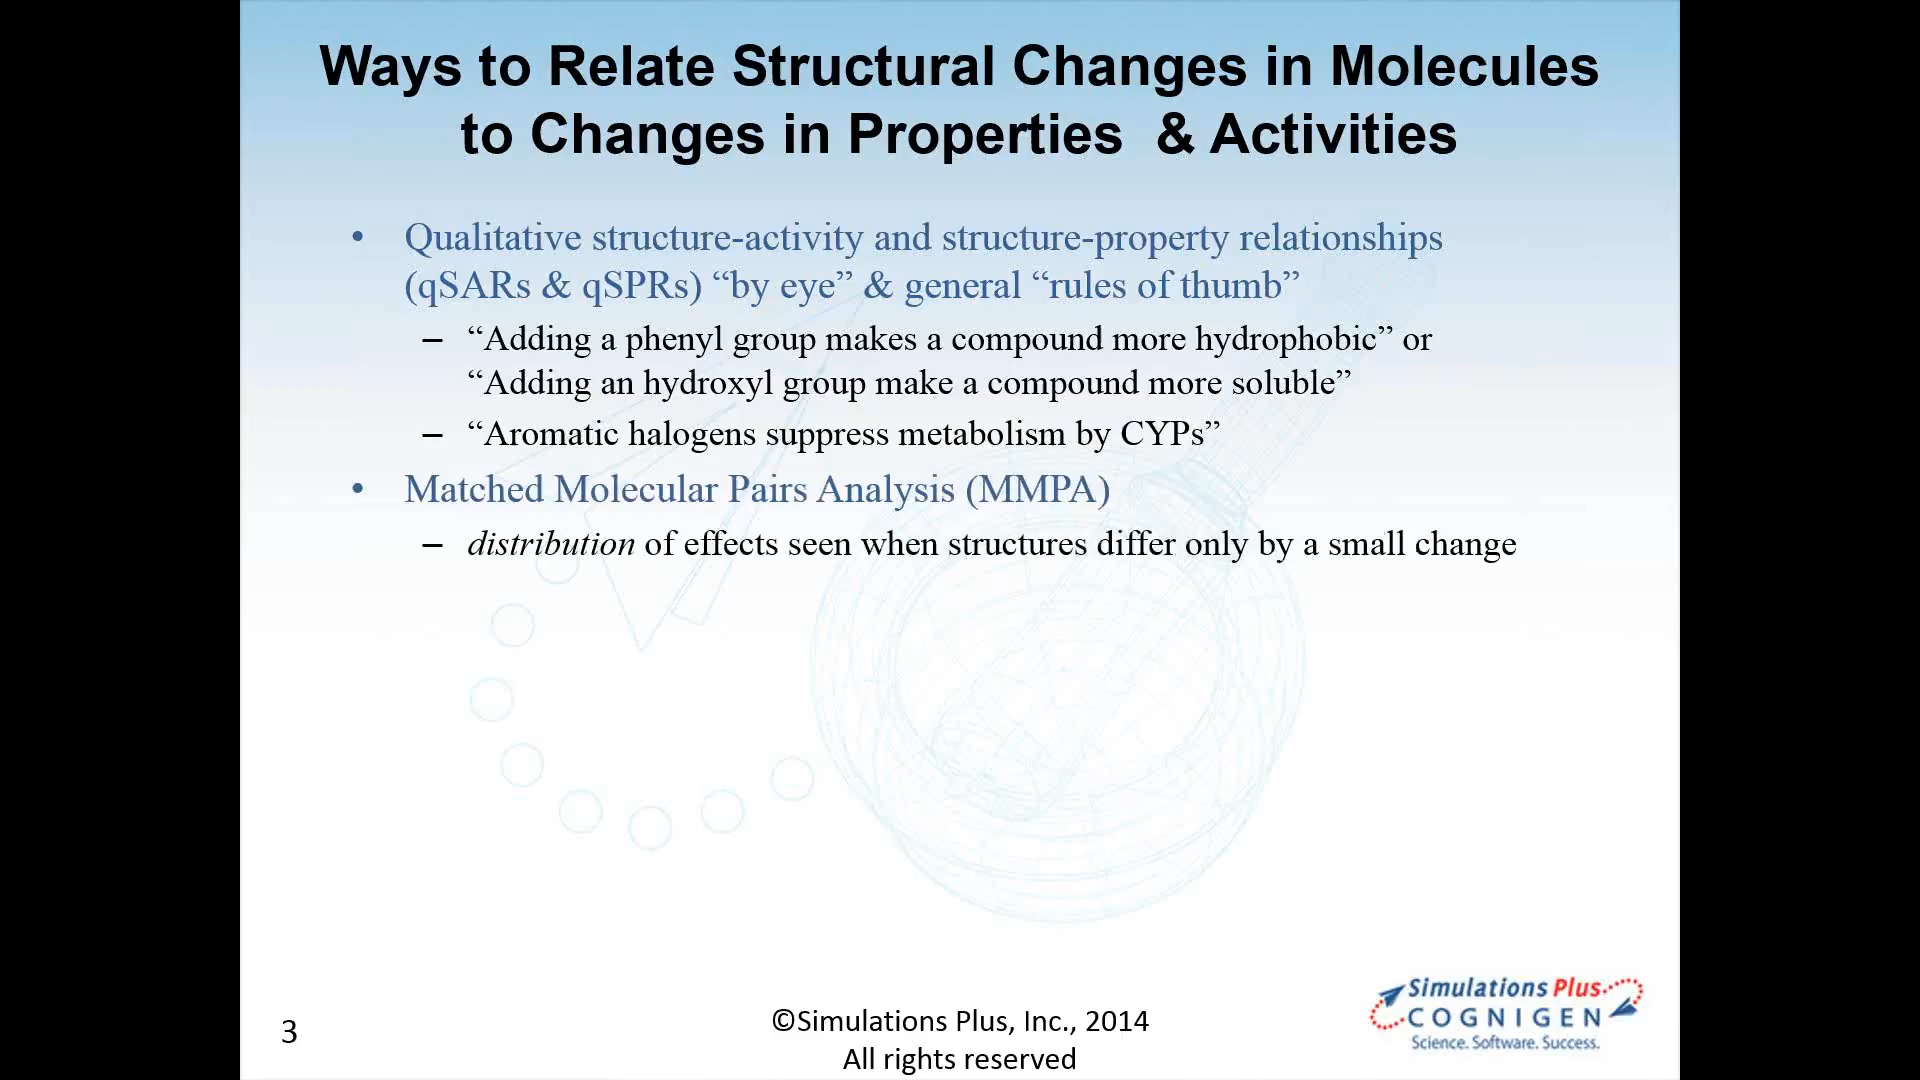 Ways to Relate Structural Changes in Molecules
to Changes in Properties  & Activities
• Qualitative structure-activity and structure-property relationships
(qSARs & qSPRs) “by eye” & general “rules of thumb”
– “Adding a phenyl group makes a compound more hydrophobic” or
“Adding an hydroxyl group make a compound more soluble”
– “Aromatic halogens suppress metabolism by CYPs”
• Matched Molecular Pairs Analysis (MMPA)
– distribution of effects seen when structures differ only by a small change
3
©Simulations Plus, Inc., 2014
All rights reserved
Simulations Plus
COGNIGEN
Science. Software. Success.